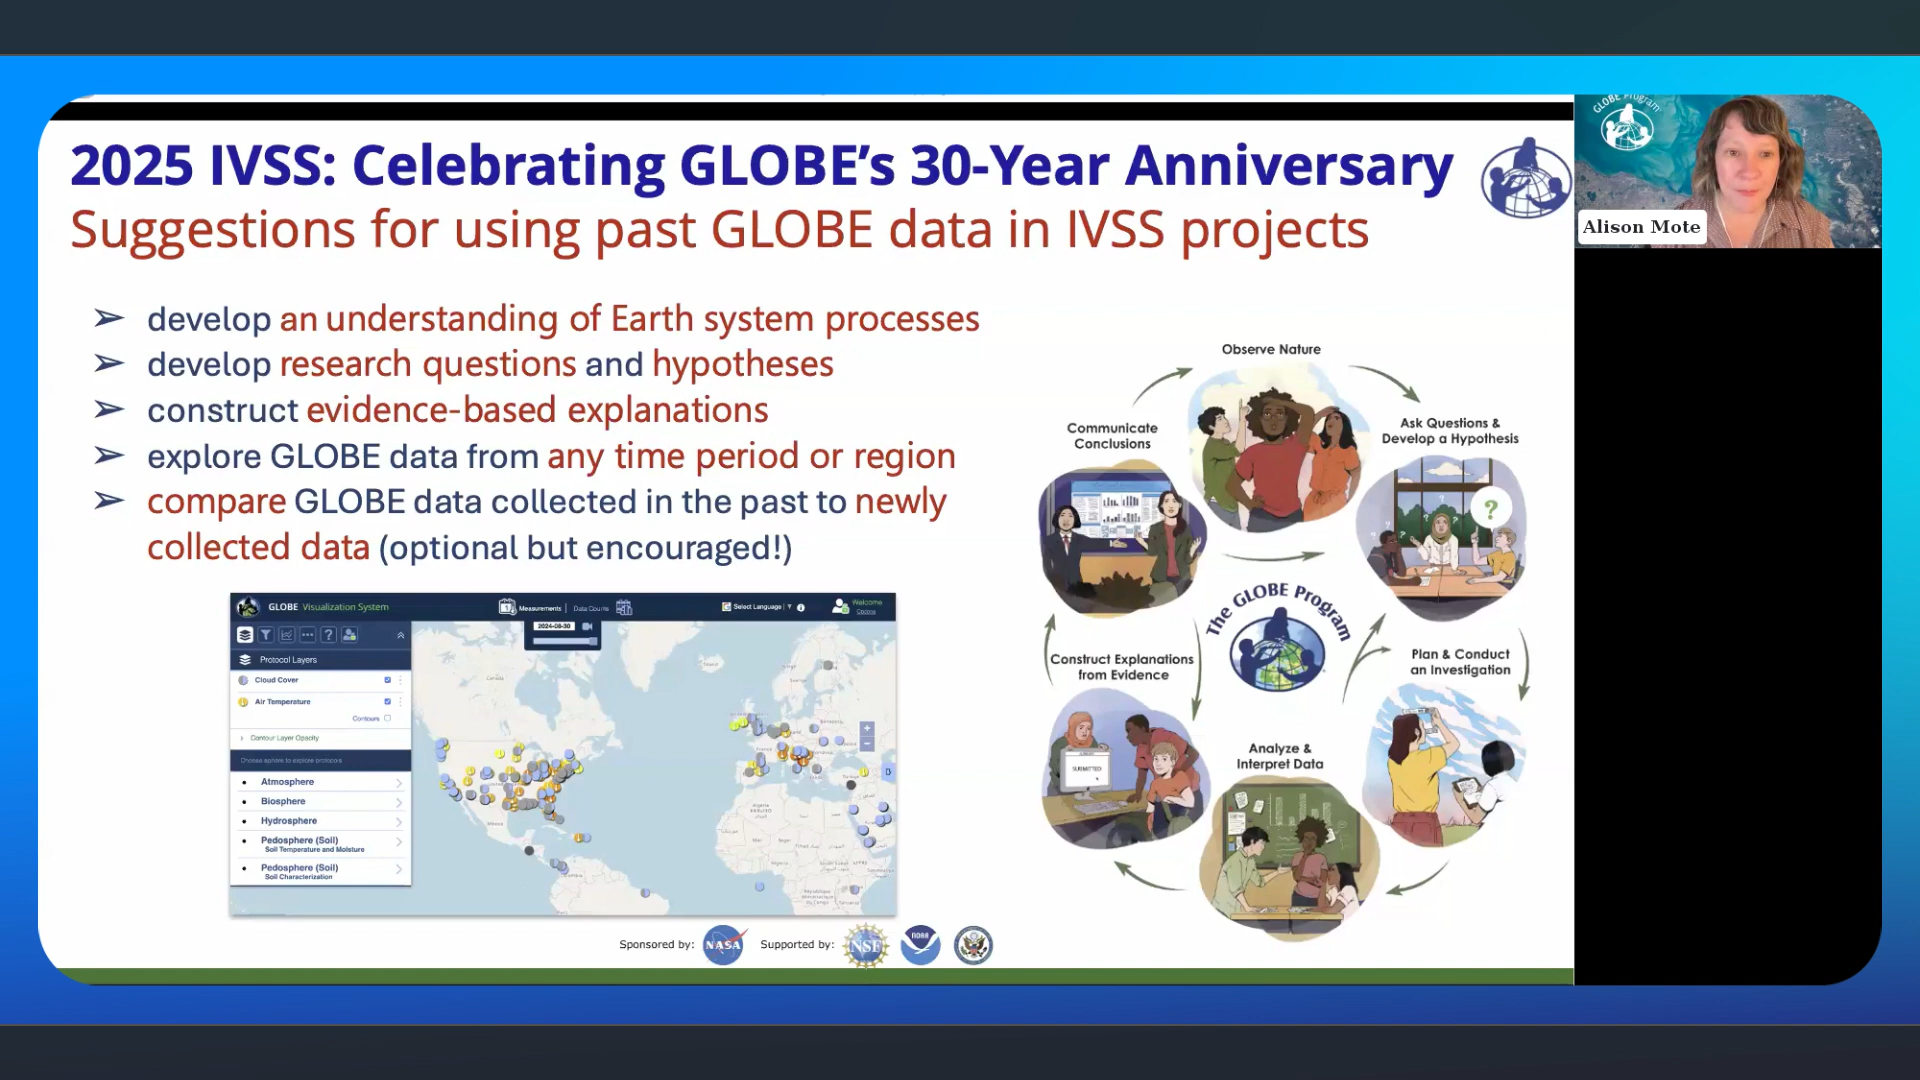 2025 IVSS: Celebrating GLOBE's 30-Year Anniversary
Suggestions for using past GLOBE data in IVSS projects
➢ develop an understanding of Earth system processes
➢ develop research questions and hypotheses
➢ construct evidence-based explanations
➢ explore GLOBE data from any time period or region
➢ compare GLOBE data collected in the past to newly
collected data (optional but encouraged!)
GLOBE Program
Alison Mote
Observe Nature
Ask Questions &
Develop a Hypothesis
Communicate
Conclusions
The GLOBE Program
Construct Explanations
from Evidence
Plan & Conduct
an Investigation
Analyze &
Interpret Data
SUBMITTED
GLOBE Visualization System
Measurements | Data Counts
Select Language
Welcome
2024-08-30
Protocol Layers
Cloud Cover
Air Temperature
Contours
Contour Layer Opacity
Choose sphere to explore protocols
Atmosphere
Biosphere
Hydrosphere
Pedosphere (Soil)
Soil Temperature and Moisture
Pedosphere (Soil)
Soil Characterization
Sponsored by:
NASA
Supported by:
NSF
NOAA